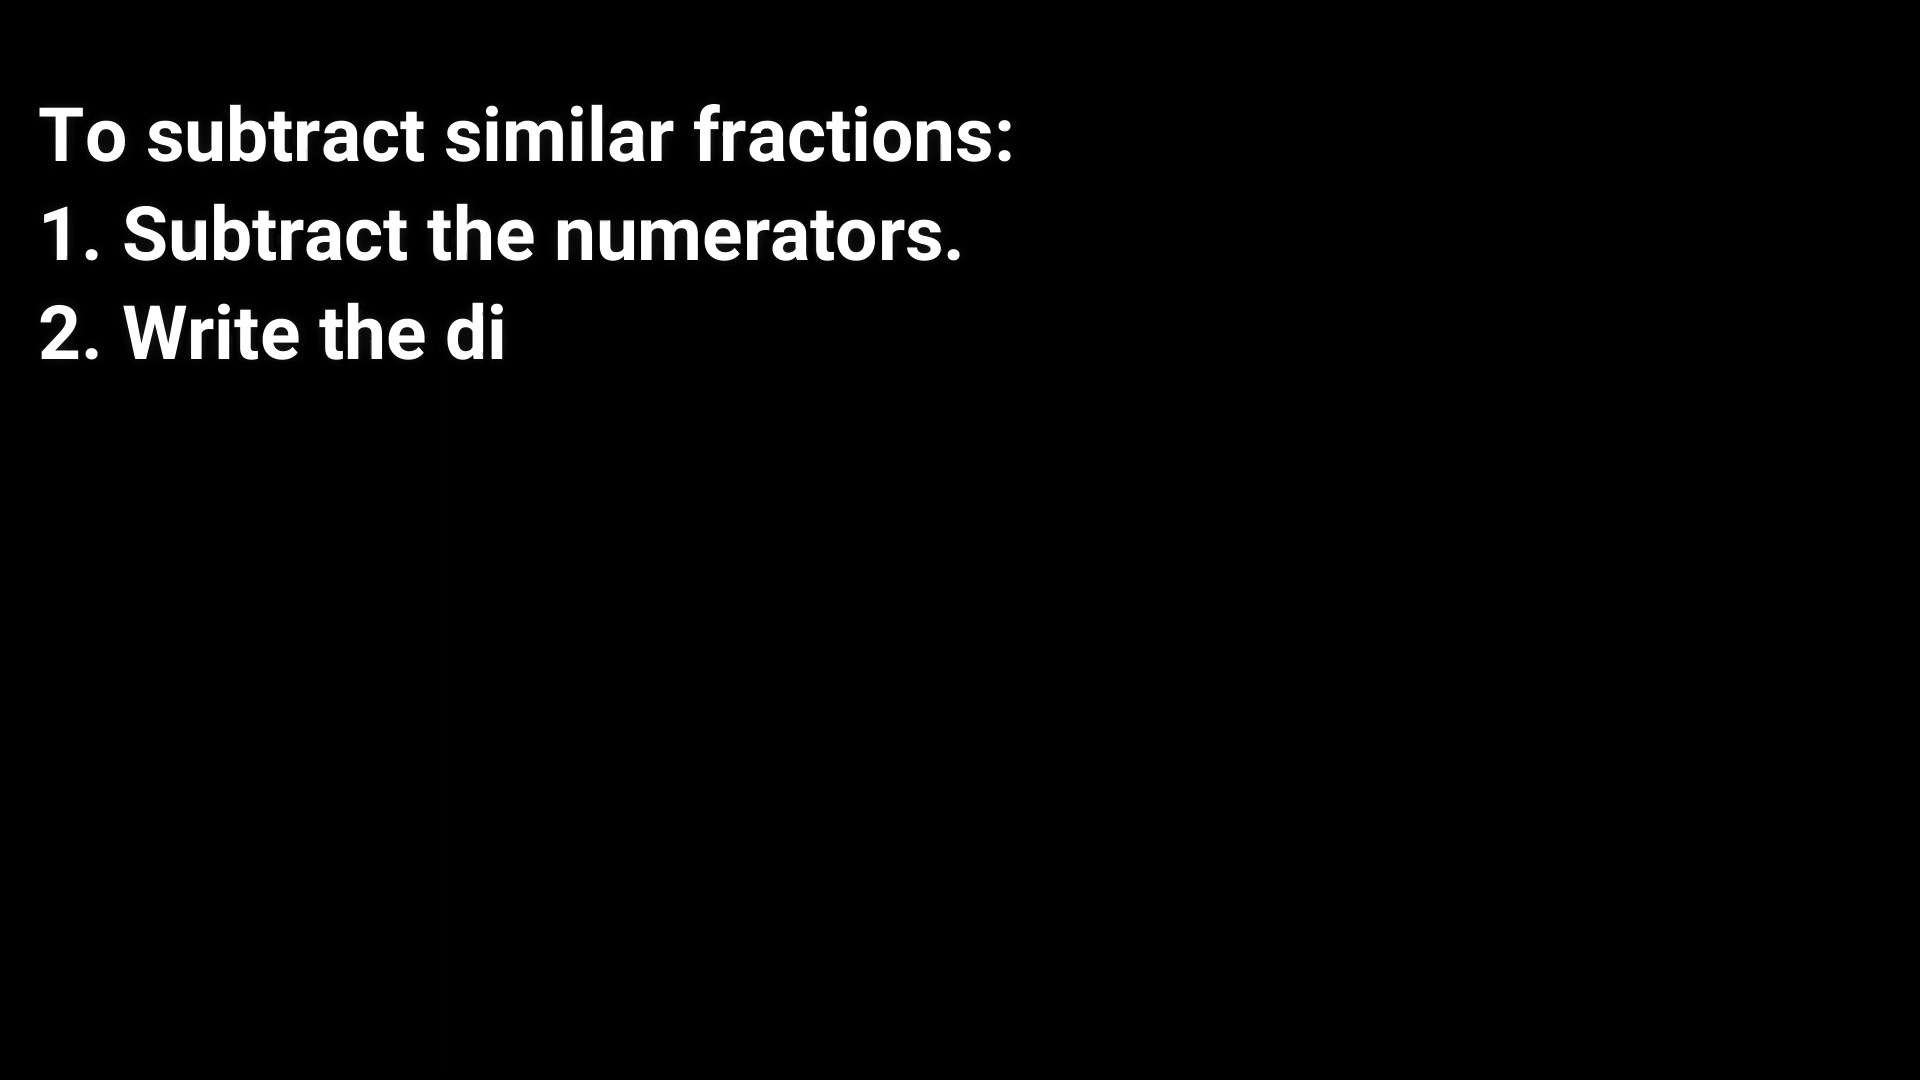 To subtract similar fractions:
1. Subtract the numerators.
2. Write the di